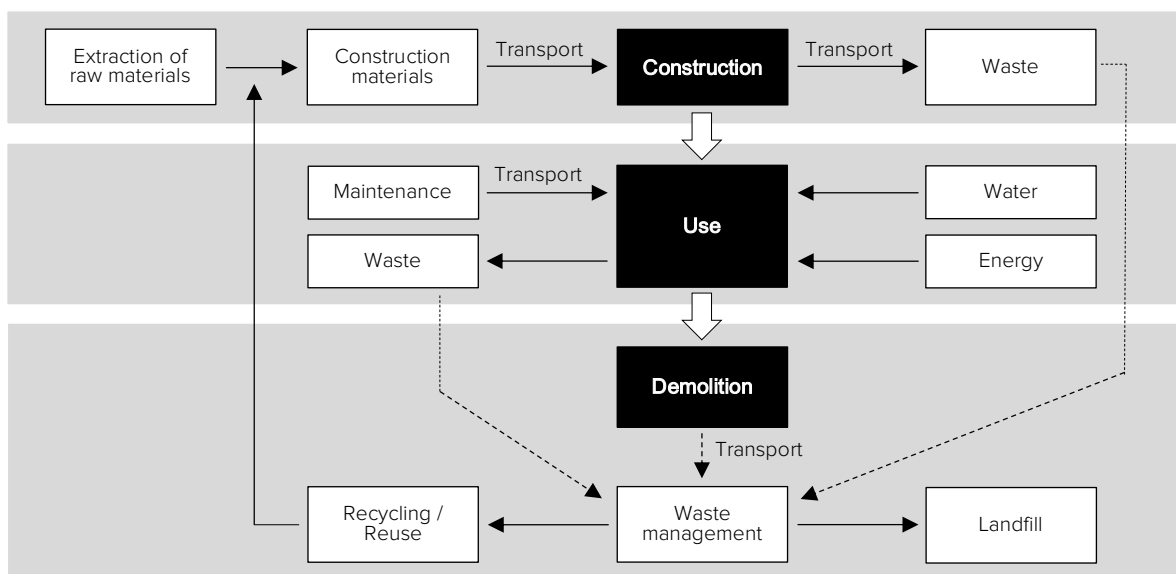 Extraction of
raw materials
Construction
materials
Transport
Construction
Transport
Waste
Maintenance
Transport
Use
Water
Waste
Energy
Demolition
Transport
Recycling /
Reuse
Waste
management
Landfill